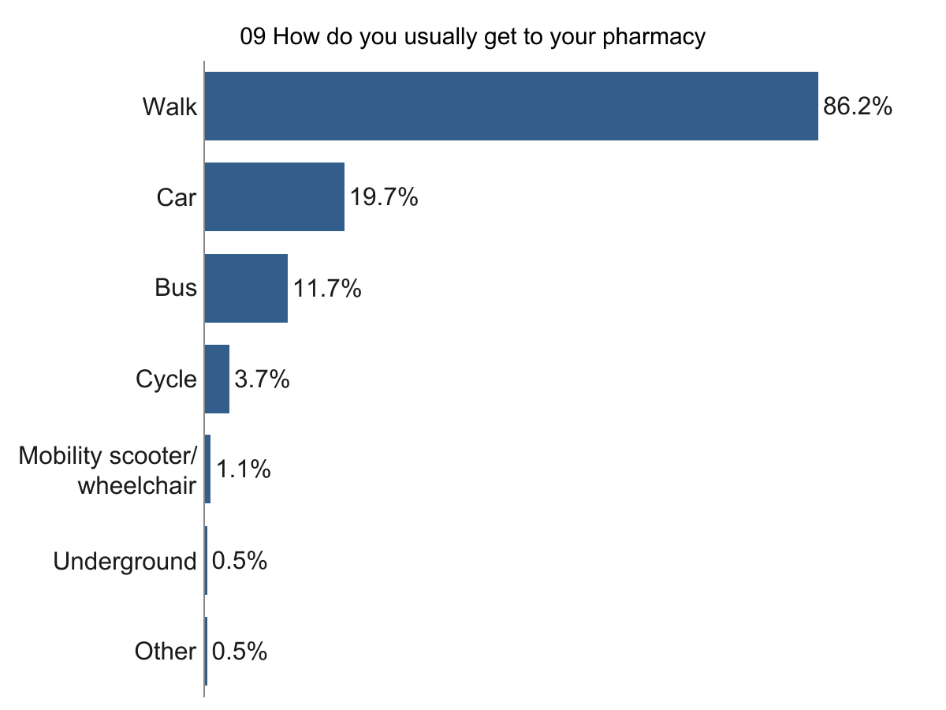 09 How do you usually get to your pharmacy
Walk 86.2%
Car 19.7%
Bus 11.7%
Cycle 3.7%
Mobility scooter/
wheelchair 1.1%
Underground 0.5%
Other 0.5%